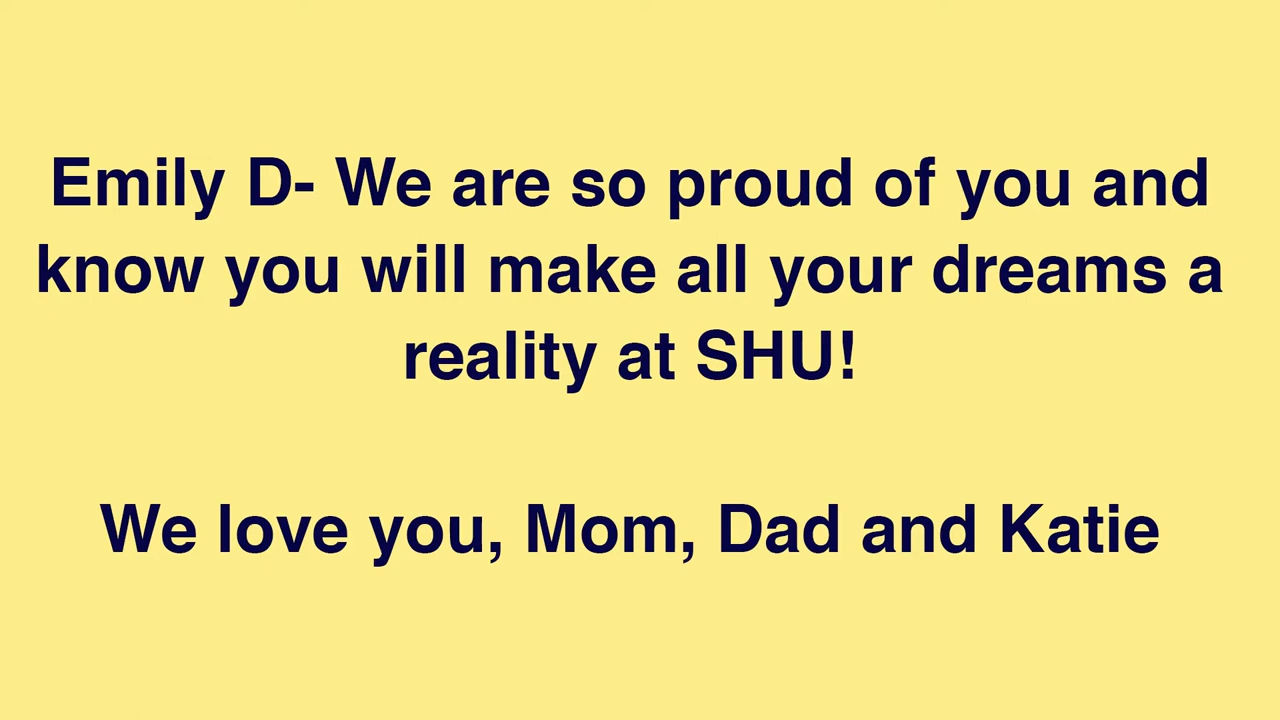 Emily D- We are so proud of you and
know you will make all your dreams a
reality at SHU!
We love you, Mom, Dad and Katie